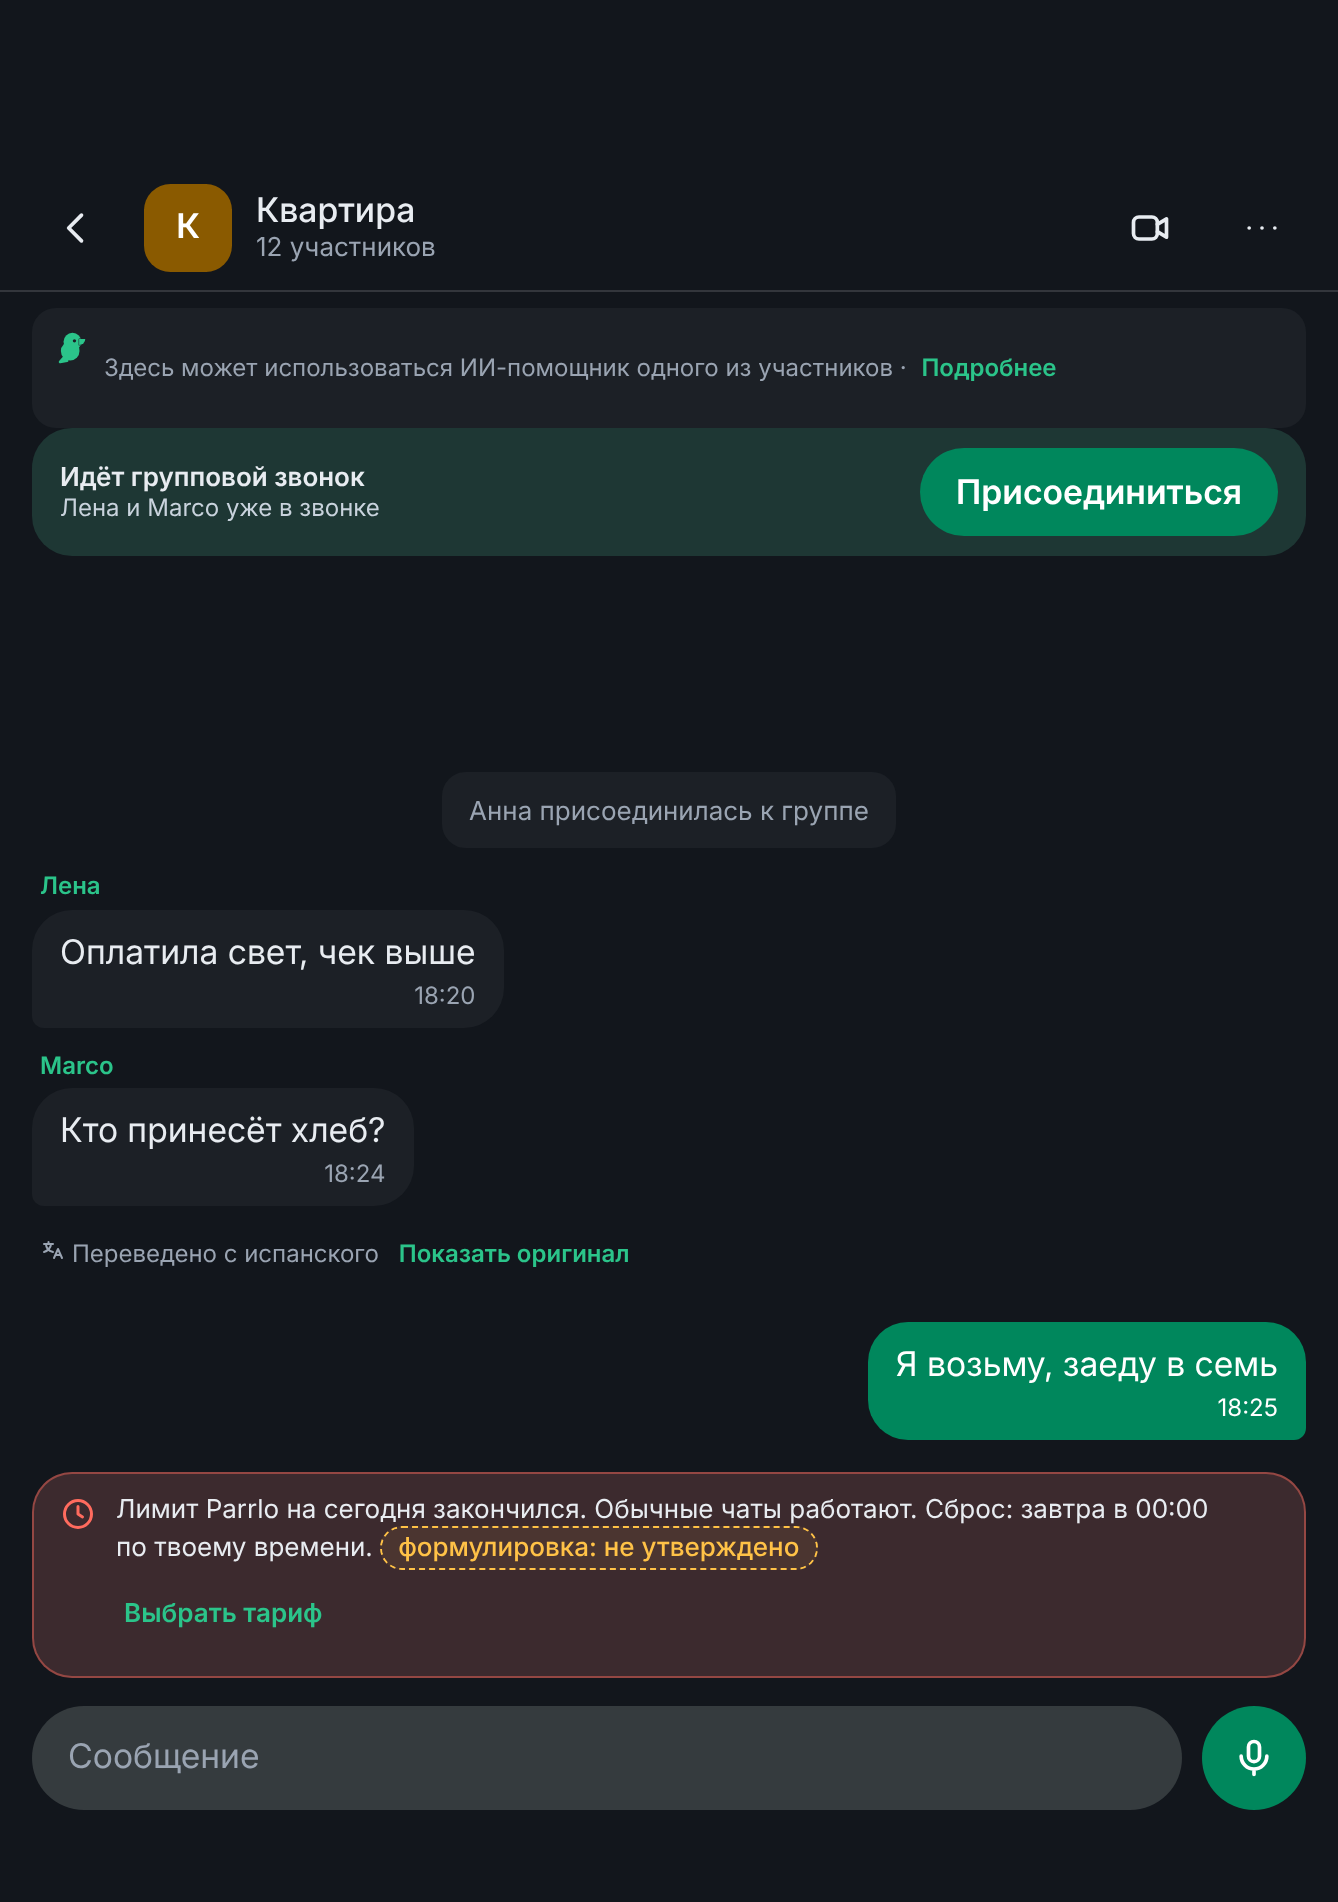 К
Квартира
12 участников
Здесь может использоваться ИИ-помощник одного из участников · Подробнее
Идёт групповой звонок
Лена и Marco уже в звонке
Присоединиться
Анна присоединилась к группе
Лена
Оплатила свет, чек выше
18:20
Marco
Кто принесёт хлеб?
18:24
Переведено с испанского Показать оригинал
Я возьму, заеду в семь
18:25
Лимит Parrlo на сегодня закончился. Обычные чаты работают. Сброс: завтра в 00:00
по твоему времени. формулировка: не утверждено
Выбрать тариф
Сообщение